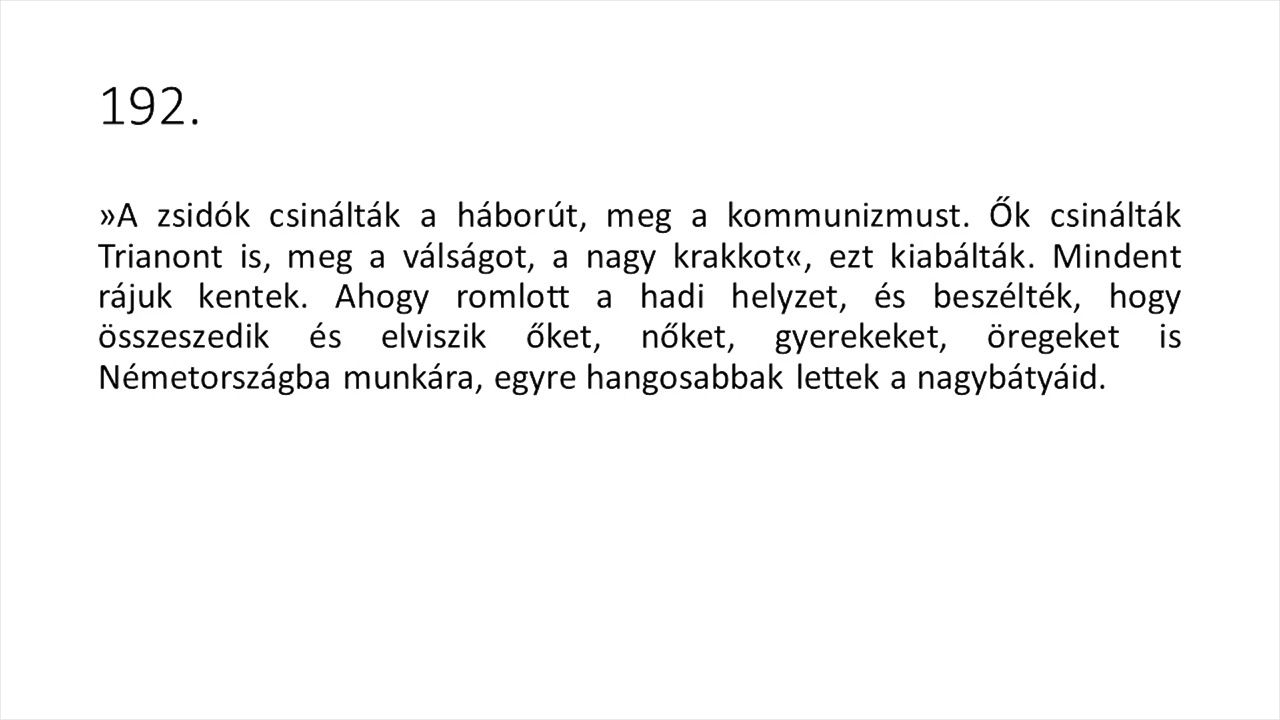 192.
»A zsidók csinálták a háborút, meg a kommunizmust. Ők csinálták
Trianont is, meg a válságot, a nagy krakkot«, ezt kiabálták. Mindent
rájuk kentek. Ahogy romlott a hadi helyzet, és beszélték, hogy
összeszedik és elviszik őket, nőket, gyerekeket, öregeket is
Németországba munkára, egyre hangosabbak lettek a nagybátyáid.